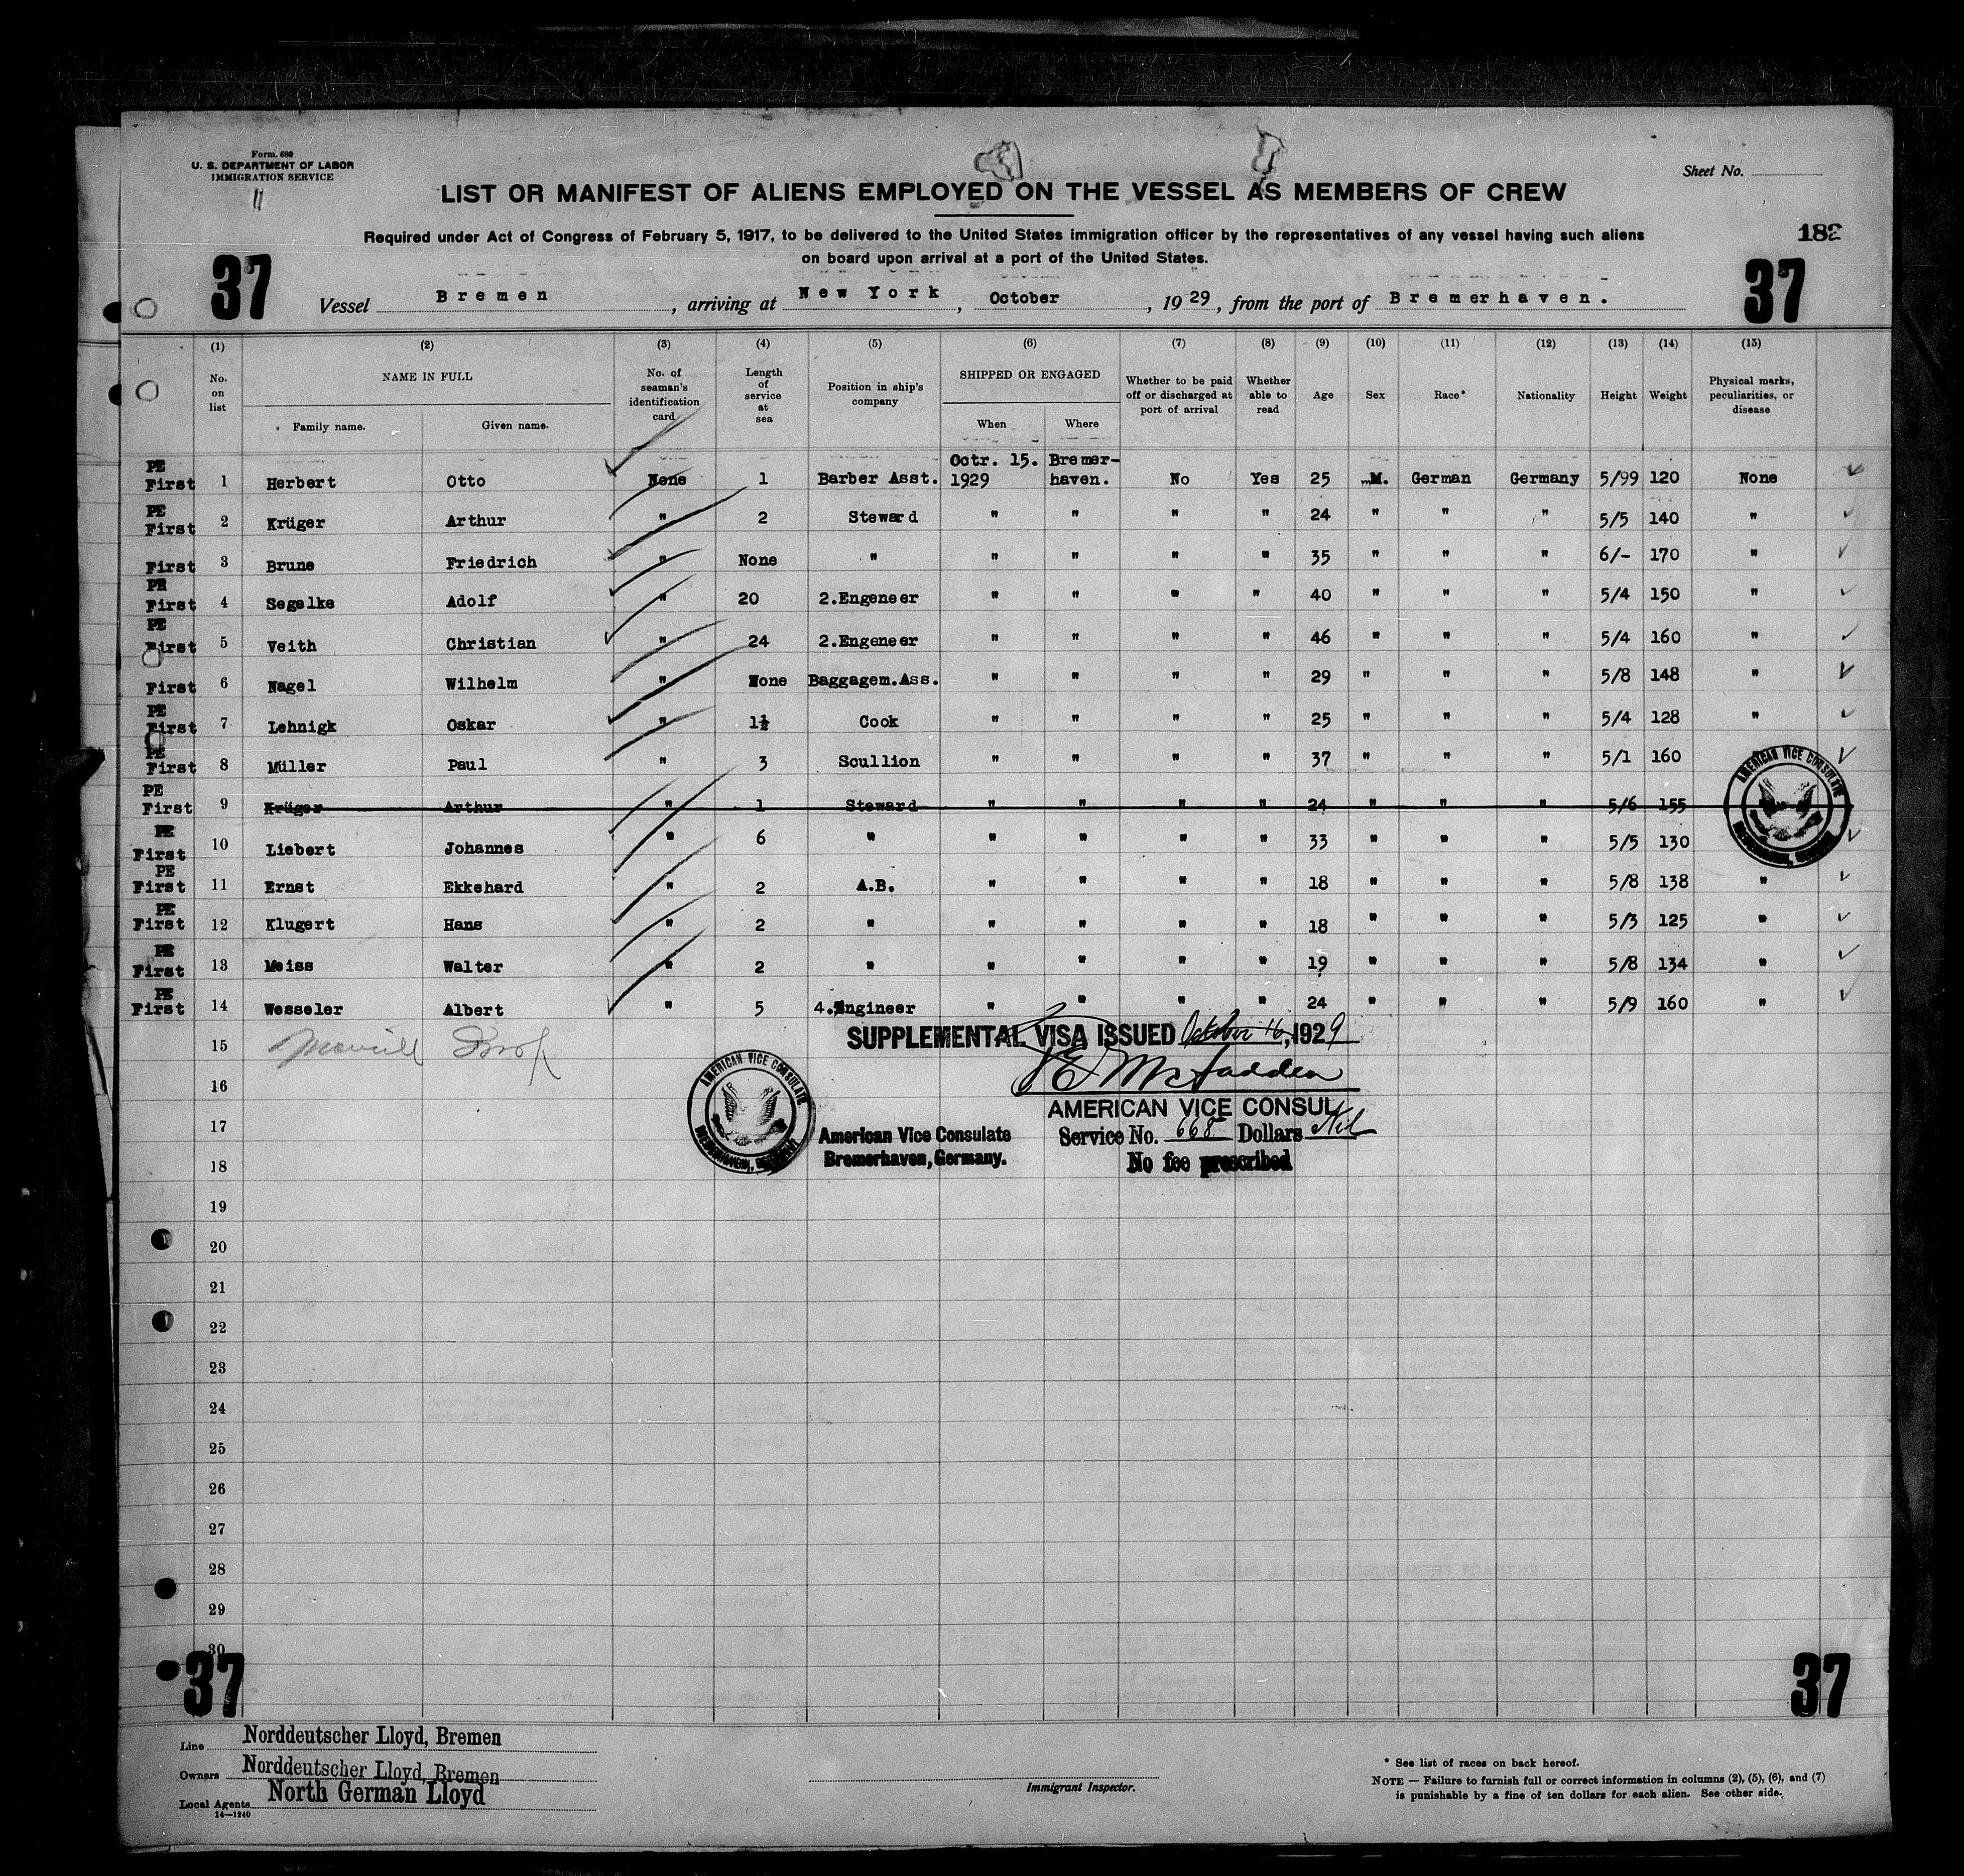 Form. 680
U. S. DEPARTMENT OF LABOR
IMMIGRATION SERVICE
11
Sheet No.
LIST OR MANIFEST OF ALIENS EMPLOYED ON THE VESSEL AS MEMBERS OF CREW
Required under Act of Congress of February 5, 1917, to be delivered to the United States immigration officer by the representatives of any vessel having such aliens
on board upon arrival at a port of the United States.
182
37 37
Vessel Bremen, arriving at New York, October, 1929, from the port of Bremerhaven.
(1) (2) (3) (4) (5) (6) (7) (8) (9) (10) (11) (12) (13) (14) (15)
No. on list NAME IN FULL Family name. Given name. No. of seaman's identification card Length of service at sea Position in ship's company SHIPPED OR ENGAGED When Where Whether to be paid off or discharged at port of arrival Whether able to read Age Sex Race* Nationality Height Weight Physical marks, peculiarities, or disease
PE First 1 Herbert Otto None 1 Barber Asst. Octr. 15. 1929 Bremer-haven. No Yes 25 M. German Germany 5/99 120 None
PE First 2 Krüger Arthur " 2 Steward " " " " 24 " " " 5/5 140 "
First 3 Brune Friedrich " None " " " " " 35 " " " 6/- 170 "
PE First 4 Segelke Adolf " 20 2.Engeneer " " " " 40 " " " 5/4 150 "
PE First 5 Veith Christian " 24 2.Engeneer " " " " 46 " " " 5/4 160 "
First 6 Nagel Wilhelm " None Baggagem.Ass. " " " " 29 " " " 5/8 148 "
PE First 7 Lehnigk Oskar " 1½ Cook " " " " 25 " " " 5/4 128 "
PE First 8 Müller Paul " 3 Scullion " " " " 37 " " " 5/1 160
PE First 9 Krüger Arthur " 1 Steward " " " " 24 " " " 5/6 155
PE First 10 Liebert Johannes " 6 " " " " " 33 " " " 5/5 130
PE First 11 Ernst Ekkehard " 2 A.B. " " " " 18 " " " 5/8 138 "
PE First 12 Klugert Hans " 2 " " " " " 18 " " " 5/3 125 "
PE First 13 Meiss Walter " 2 " " " " " 19 " " " 5/8 134 "
PE First 14 Wesseler Albert " 5 4.Engineer " " " " 24 " " " 5/9 160 "
AMERICAN VICE CONSULATE
BREMERHAVEN, GERMANY
15
SUPPLEMENTAL VISA ISSUED October 16, 1929
16
McFadden
AMERICAN VICE CONSUL
17
AMERICAN VICE CONSULATE
BREMERHAVEN, GERMANY
American Vice Consulate
Bremerhaven, Germany.
Service No. 668 Dollars Nil
No fee prescribed
18
19
20
21
22
23
24
25
26
27
28
29
30
37 37
Line Norddeutscher Lloyd, Bremen
Owners Norddeutscher Lloyd, Bremen
Local Agents North German Lloyd
14—1240
Immigrant Inspector.
* See list of races on back hereof.
NOTE — Failure to furnish full or correct information in columns (2), (5), (6), and (7)
is punishable by a fine of ten dollars for each alien. See other side.